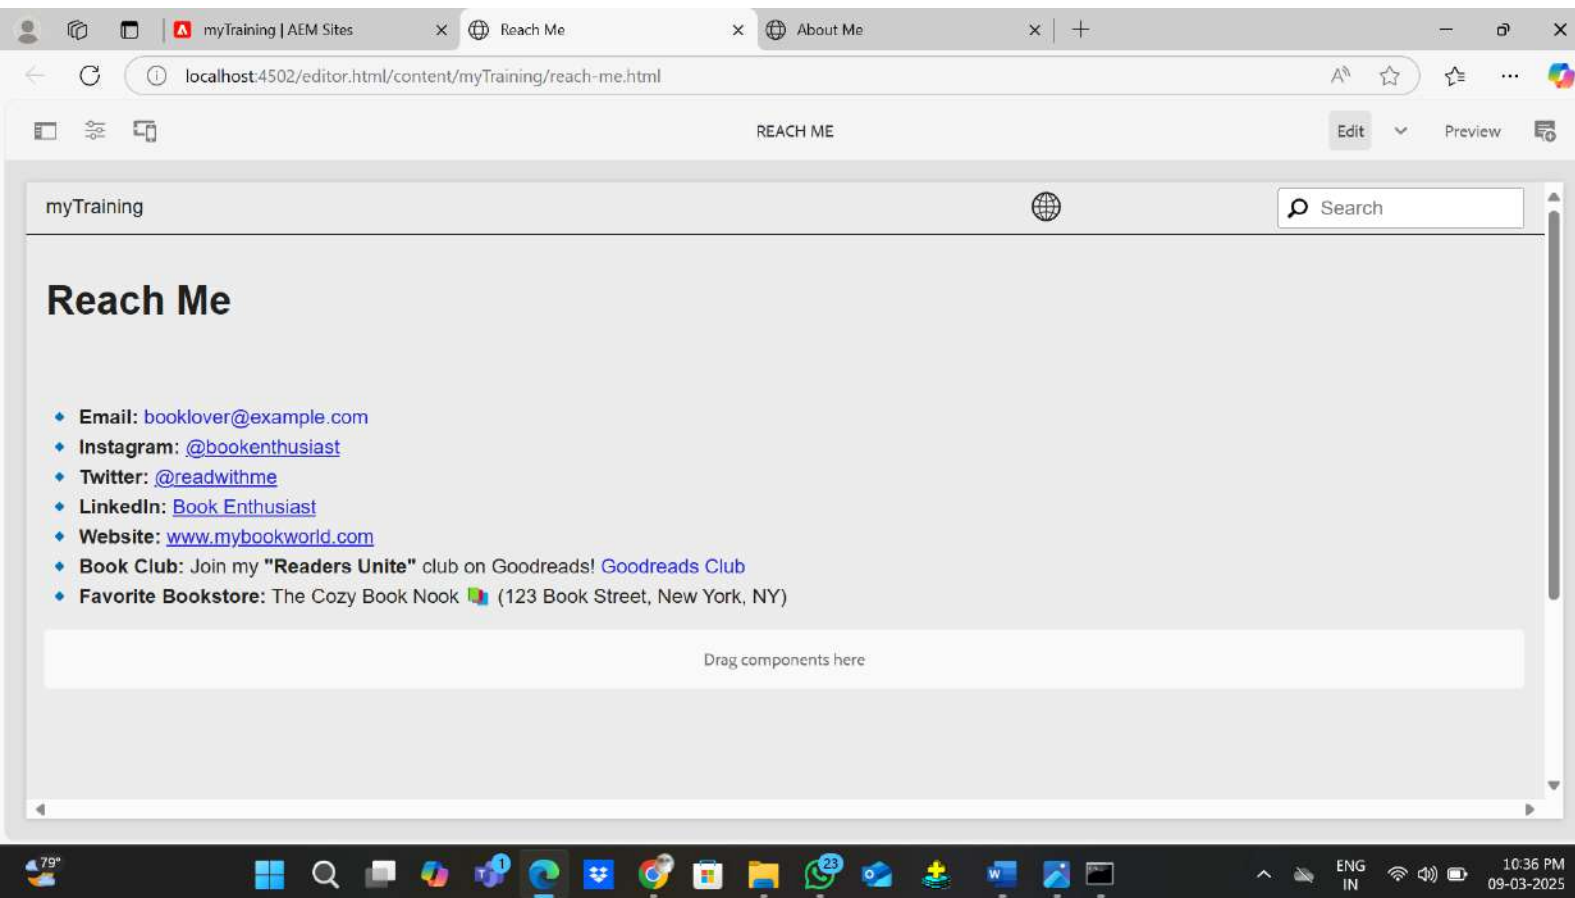 myTraining | AEM Sites
Reach Me
About Me
localhost:4502/editor.html/content/myTraining/reach-me.html
REACH ME
Edit
Preview
myTraining
Search
Reach Me
Email: booklover@example.com
Instagram: @bookenthusiast
Twitter: @readwithme
LinkedIn: Book Enthusiast
Website: www.mybookworld.com
Book Club: Join my "Readers Unite" club on Goodreads! Goodreads Club
Favorite Bookstore: The Cozy Book Nook 📚 (123 Book Street, New York, NY)
Drag components here
79°
1
23
ENG
IN
10:36 PM
09-03-2025